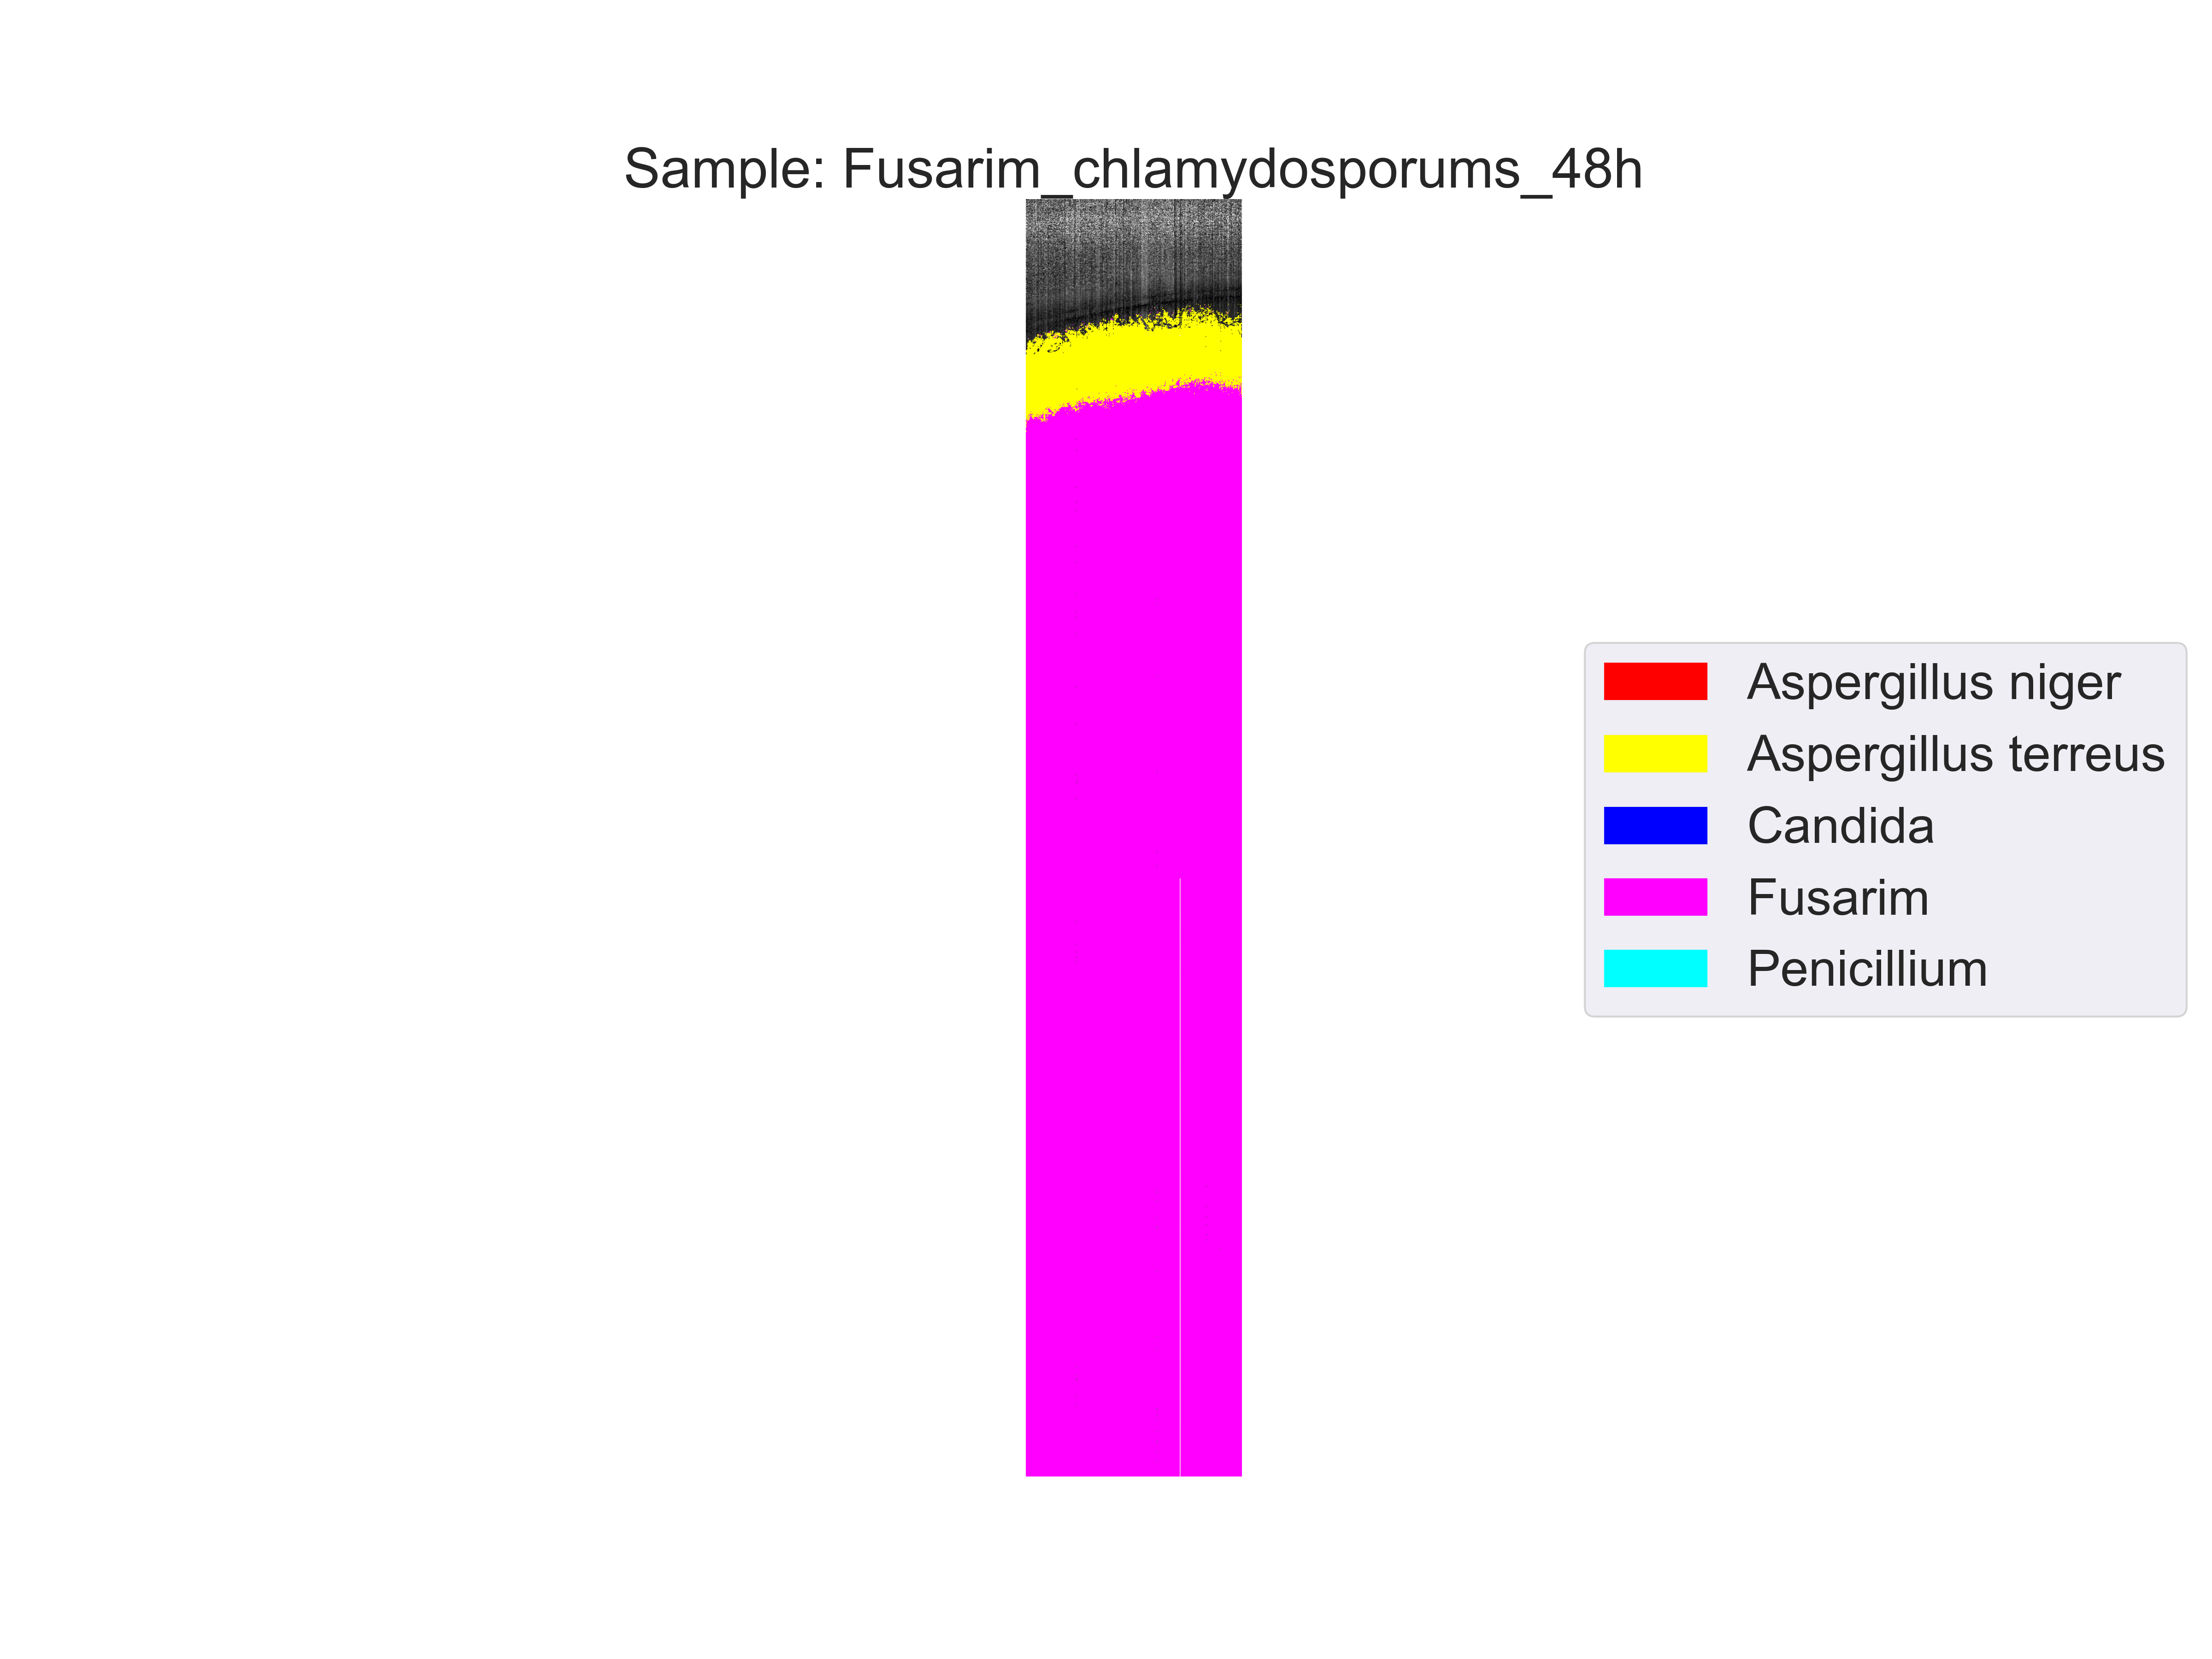 Sample: Fusarim_chlamydosporums_48h
Aspergillus niger
Aspergillus terreus
Candida
Fusarim
Penicillium